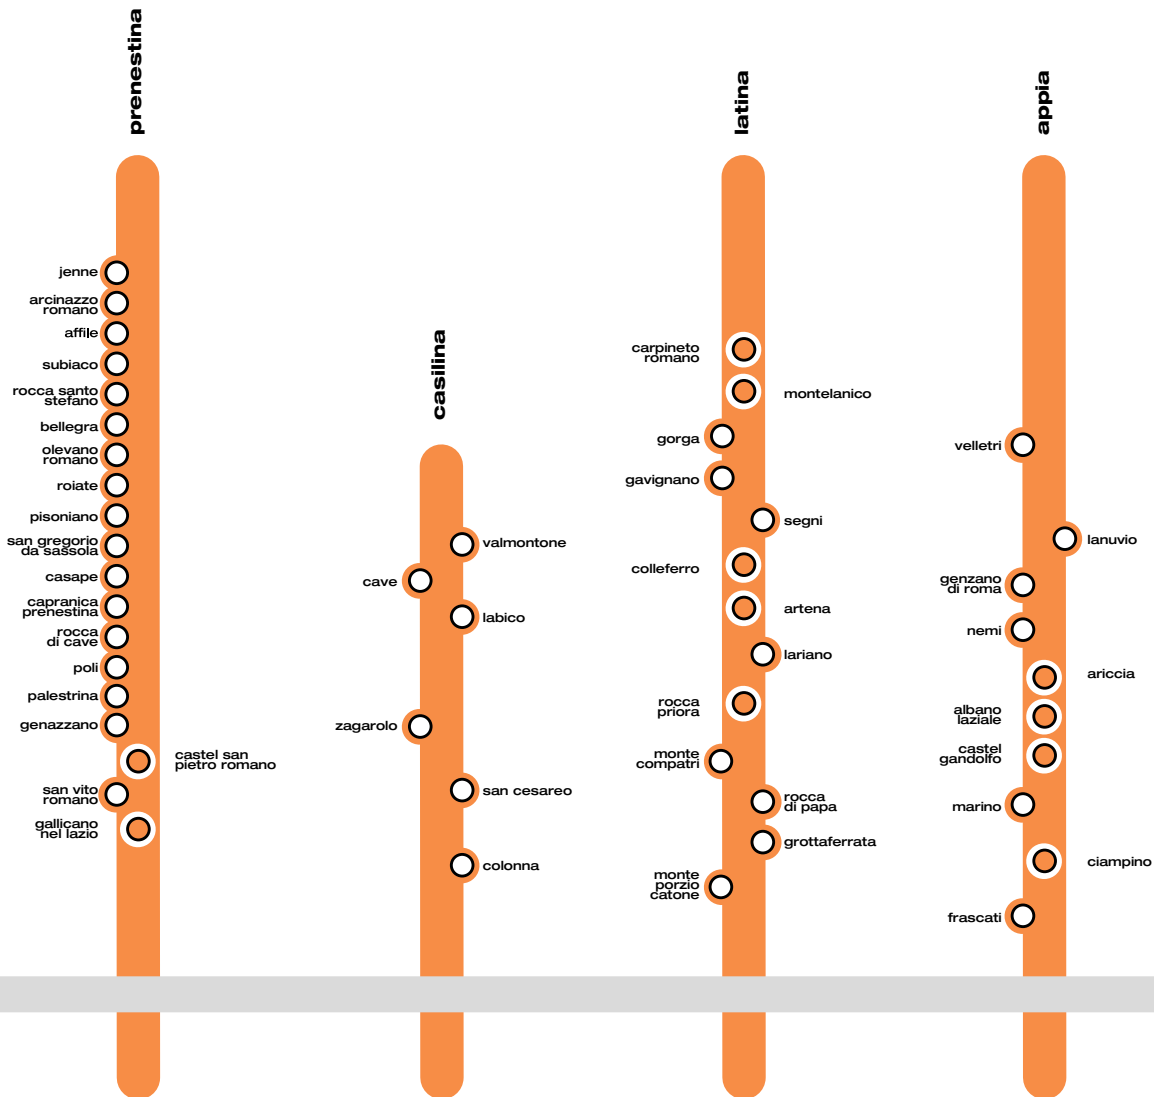 prenestina
jenne
arcinazzo
romano
affile
subiaco
rocca santo
stefano
bellegra
olevano
romano
roiate
pisoniano
san gregorio
da sassola
casape
capranica
prenestina
rocca
di cave
poli
palestrina
genazzano
castel san
pietro romano
san vito
romano
gallicano
nel lazio
casilina
valmontone
cave
labico
zagarolo
san cesareo
colonna
latina
carpineto
romano
montelanico
gorga
gavignano
segni
colleferro
artena
lariano
rocca
priora
monte
compatri
rocca
di papa
grottaferrata
monte
porzio
catone
appia
velletri
lanuvio
genzano
di roma
nemi
ariccia
albano
laziale
castel
gandolfo
marino
ciampino
frascati